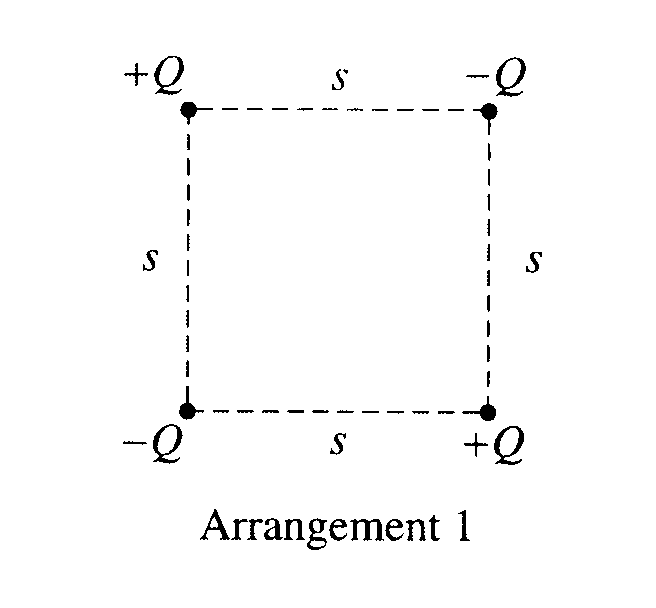 +Q s −Q
s s
−Q s +Q
Arrangement 1